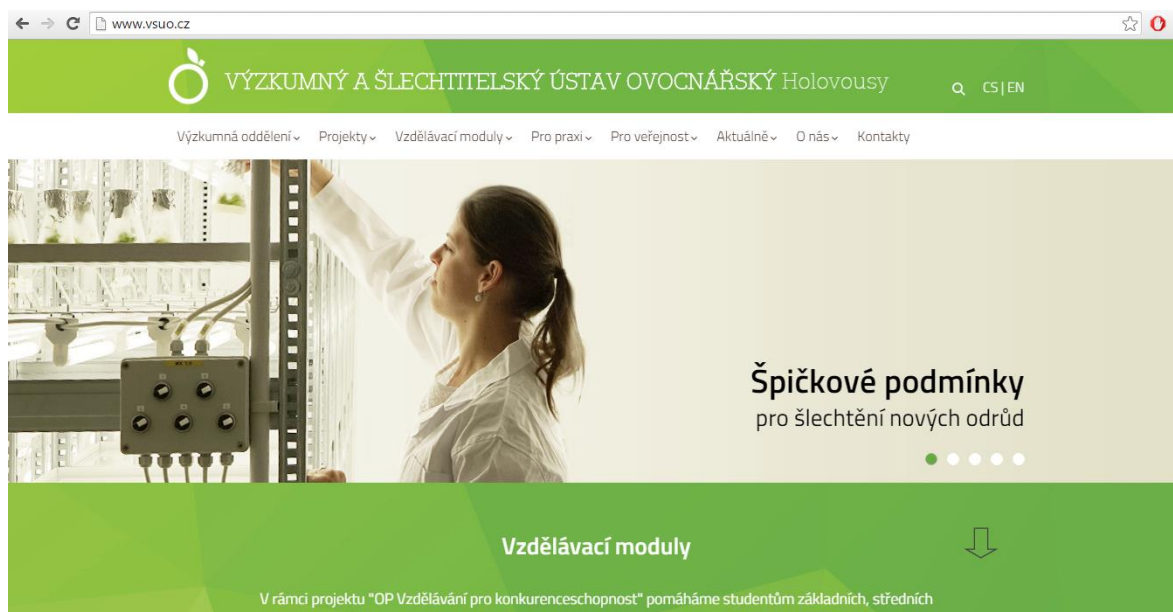 www.vsuo.cz
VÝZKUMNÝ A ŠLECHTITELSKÝ ÚSTAV OVOCNÁŘSKÝ Holovousy
CS | EN
Výzkumná oddělení Projekty Vzdělávací moduly Pro praxi Pro veřejnost Aktuálně O nás Kontakty
Špičkové podmínky
pro šlechtění nových odrůd
Vzdělávací moduly
V rámci projektu "OP Vzdělávání pro konkurenceschopnost" pomáháme studentům základních, středních